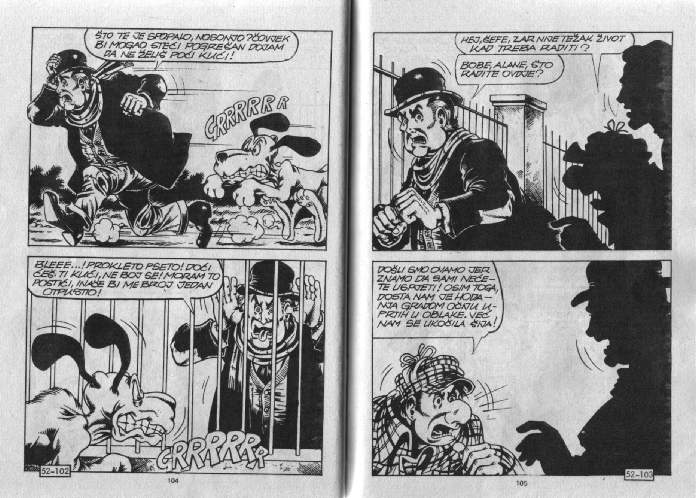 ŠTO TE JE SPOPALO, NOSONJO? ČOVJEK
BI MOGAO STEĆI POGREŠAN DOJAM
DA NE ŽELIŠ POĆI KUĆI!
GRRRRR R
BLEEE...! PROKLETO PSETO! DOĆI
ĆEŠ TI KUĆI, NE BOJ SE! MORAM TO
POSTIĆI, INAČE BI ME BROJ JEDAN
OTPUSTIO!
GRRRRRR
52-102
104
HEJ, ŠEFE, ZAR NIJE TEŽAK ŽIVOT
KAD TREBA RADITI?
BOBE, ALANE, ŠTO
RADITE OVDJE?
DOŠLI SMO OVAMO JER
ZNAMO DA SAMI NEĆE-
TE USPJETI! OSIM TOGA,
DOSTA NAM JE HODA-
NJA GRADOM OČIJU U-
PRTIH U OBLAKE. VEĆ
NAM SE UKOČILA ŠIJA!
105
52-103